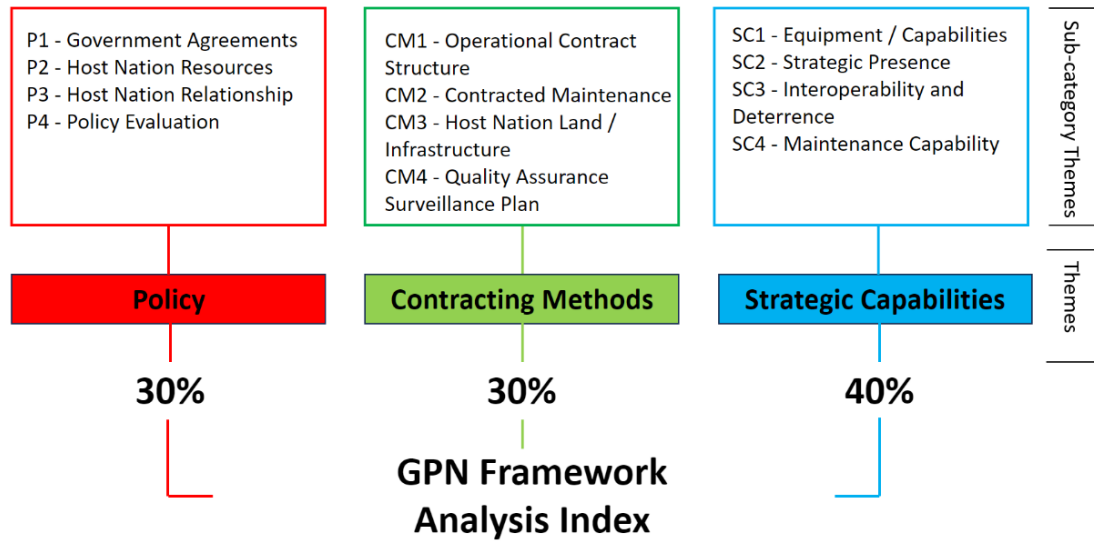 P1 - Government Agreements
P2 - Host Nation Resources
P3 - Host Nation Relationship
P4 - Policy Evaluation
CM1 - Operational Contract
Structure
CM2 - Contracted Maintenance
CM3 - Host Nation Land /
Infrastructure
CM4 - Quality Assurance
Surveillance Plan
SC1 - Equipment / Capabilities
SC2 - Strategic Presence
SC3 - Interoperability and
Deterrence
SC4 - Maintenance Capability
Sub-category Themes
Policy
Contracting Methods
Strategic Capabilities
Themes
30%
30%
40%
GPN Framework
Analysis Index